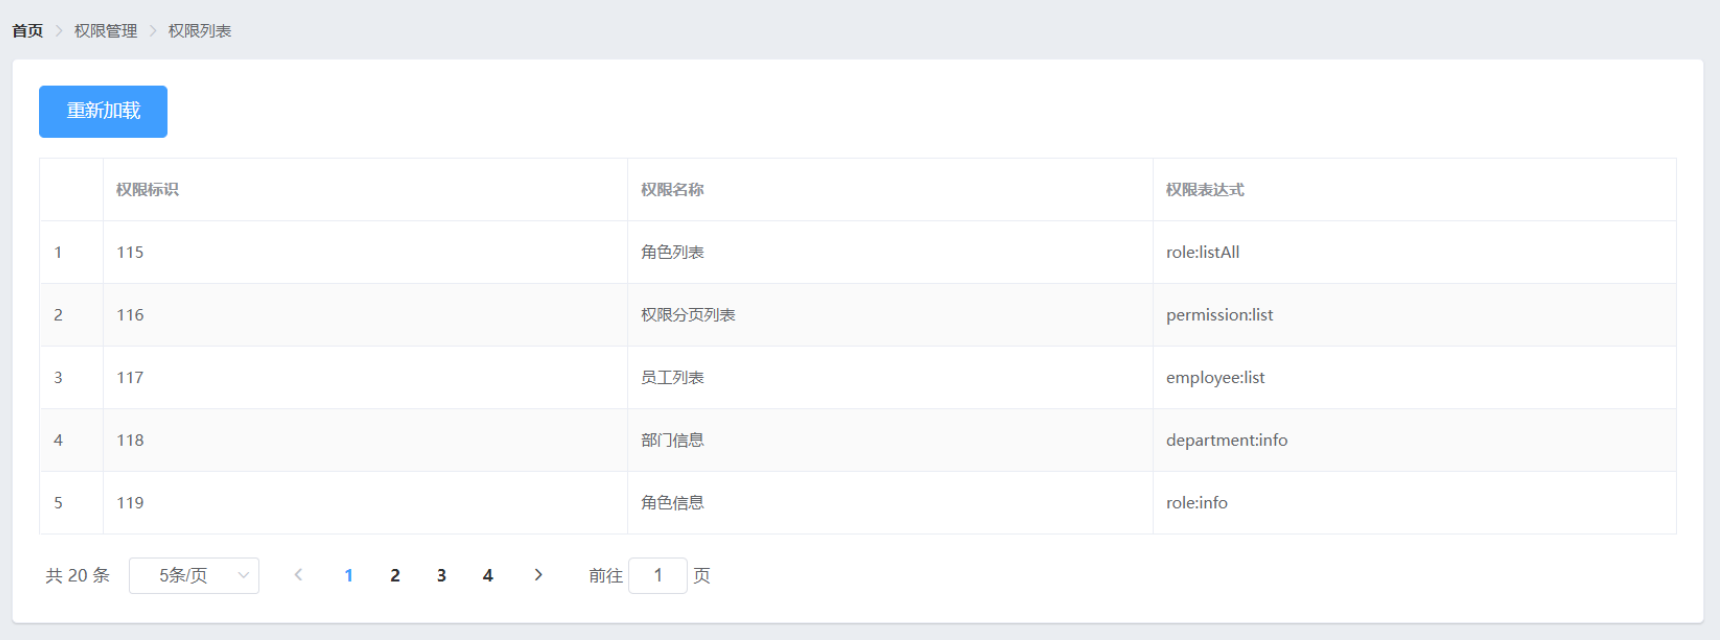 首页 > 权限管理 > 权限列表
重新加载
权限标识 权限名称 权限表达式
1 115 角色列表 role:listAll
2 116 权限分页列表 permission:list
3 117 员工列表 employee:list
4 118 部门信息 department:info
5 119 角色信息 role:info
共 20 条 5条/页 < 1 2 3 4 > 前往 1 页